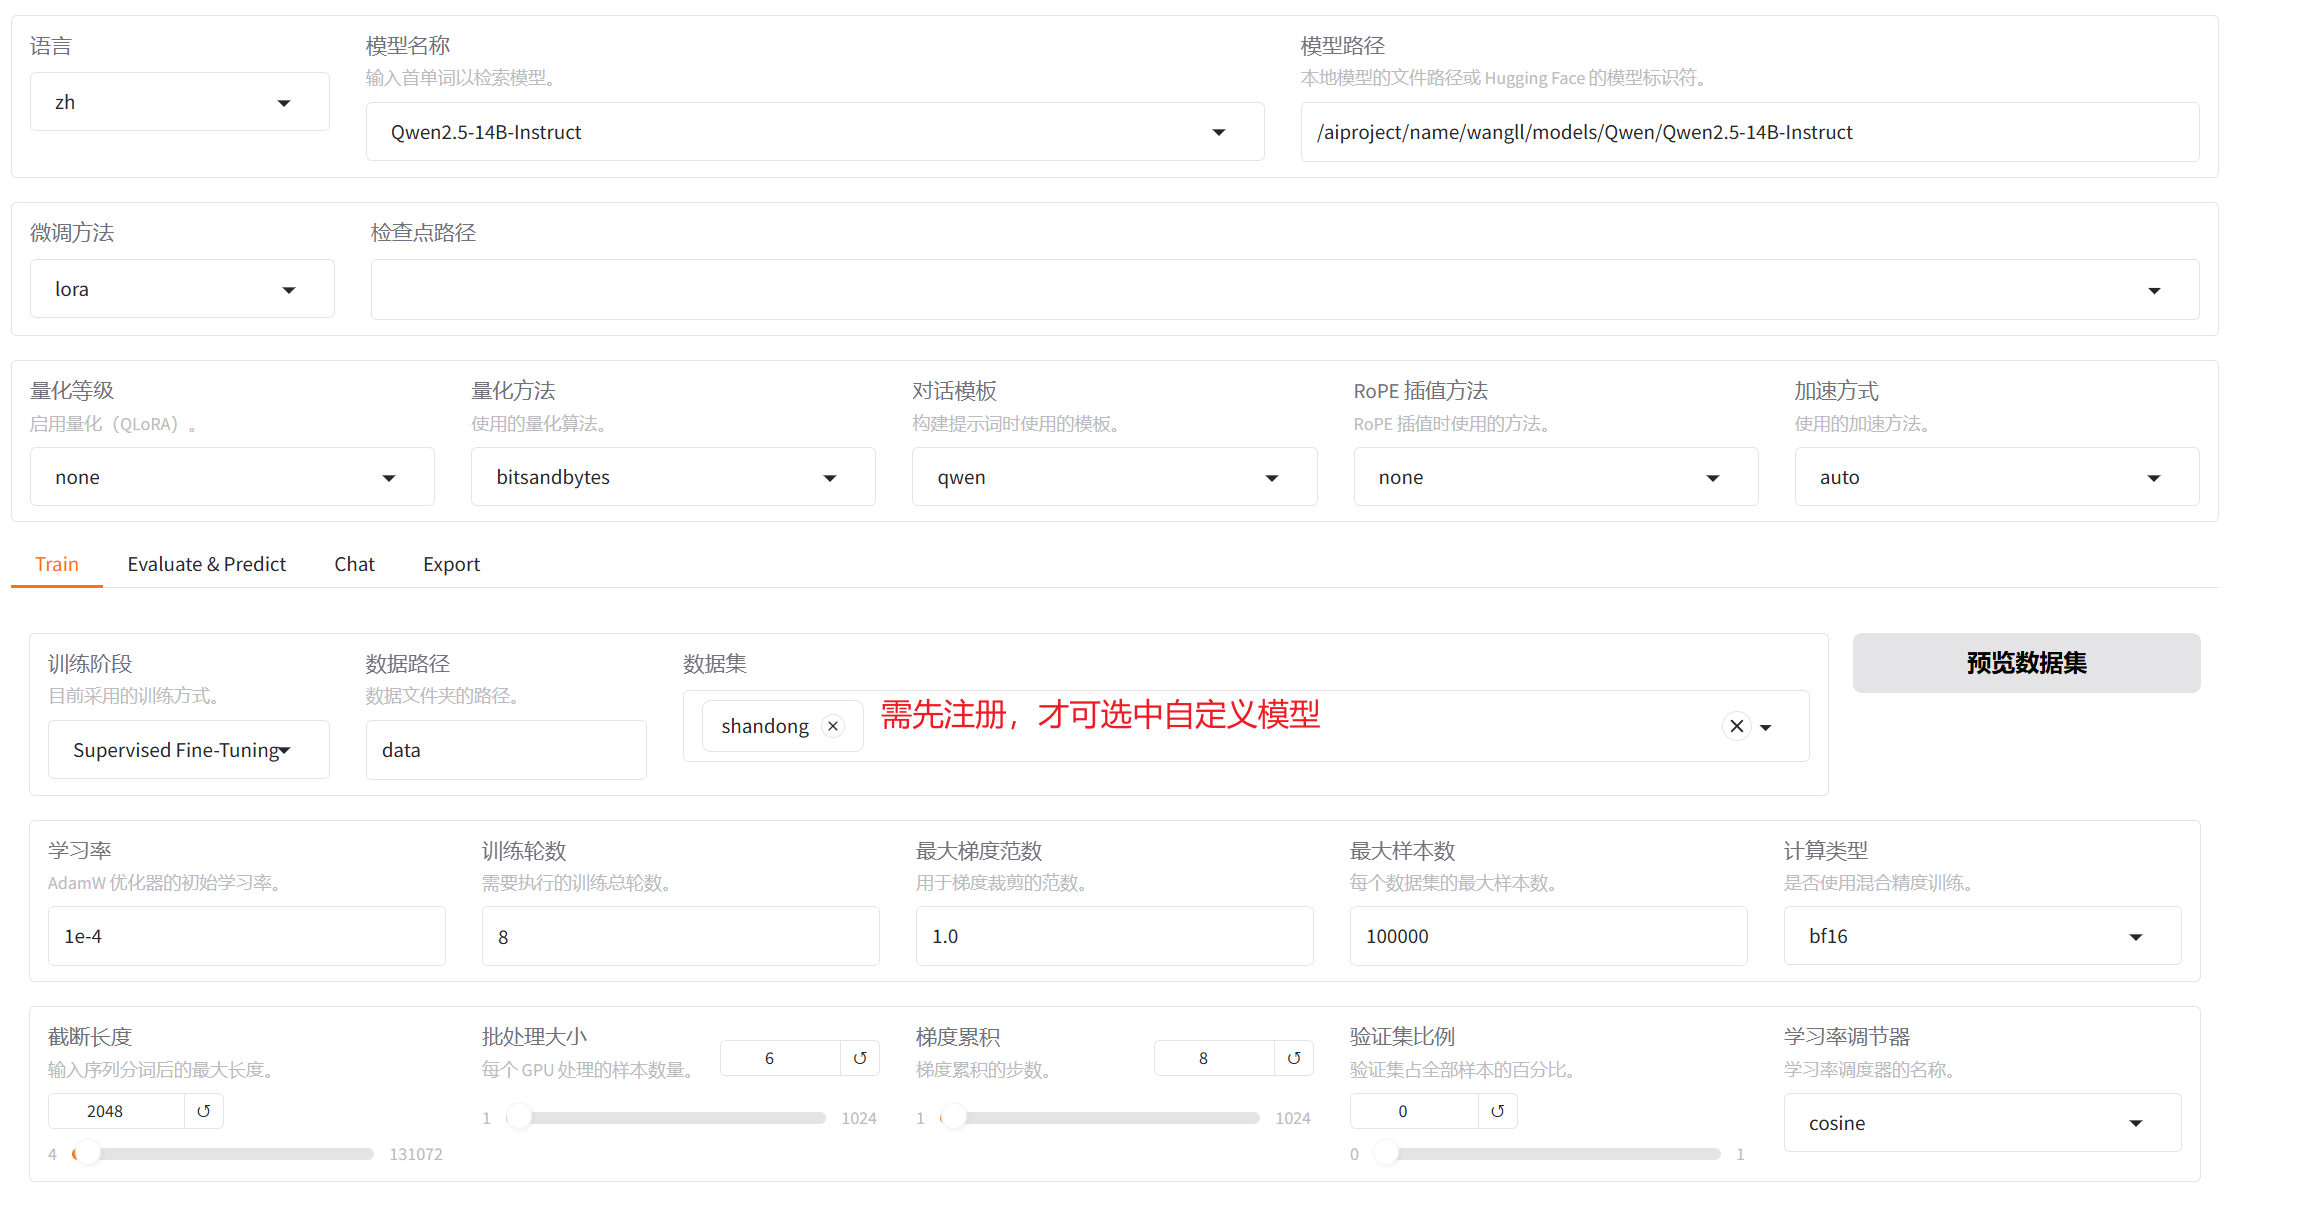 语言
zh
模型名称
输入首单词以检索模型。
Qwen2.5-14B-Instruct
模型路径
本地模型的文件路径或 Hugging Face 的模型标识符。
/aiproject/name/wangll/models/Qwen/Qwen2.5-14B-Instruct
微调方法
lora
检查点路径
量化等级
启用量化（QLoRA）。
none
量化方法
使用的量化算法。
bitsandbytes
对话模板
构建提示词时使用的模板。
qwen
RoPE 插值方法
RoPE 插值时使用的方法。
none
加速方式
使用的加速方法。
auto
Train
Evaluate & Predict
Chat
Export
训练阶段
目前采用的训练方式。
Supervised Fine-Tuning
数据路径
数据文件夹的路径。
data
数据集
shandong
需先注册，才可选中自定义模型
预览数据集
学习率
AdamW 优化器的初始学习率。
1e-4
训练轮数
需要执行的训练总轮数。
8
最大梯度范数
用于梯度裁剪的范数。
1.0
最大样本数
每个数据集的最大样本数。
100000
计算类型
是否使用混合精度训练。
bf16
截断长度
输入序列分词后的最大长度。
2048
4
131072
批处理大小
每个 GPU 处理的样本数量。
6
1
1024
梯度累积
梯度累积的步数。
8
1
1024
验证集比例
验证集占全部样本的百分比。
0
0
1
学习率调节器
学习率调度器的名称。
cosine